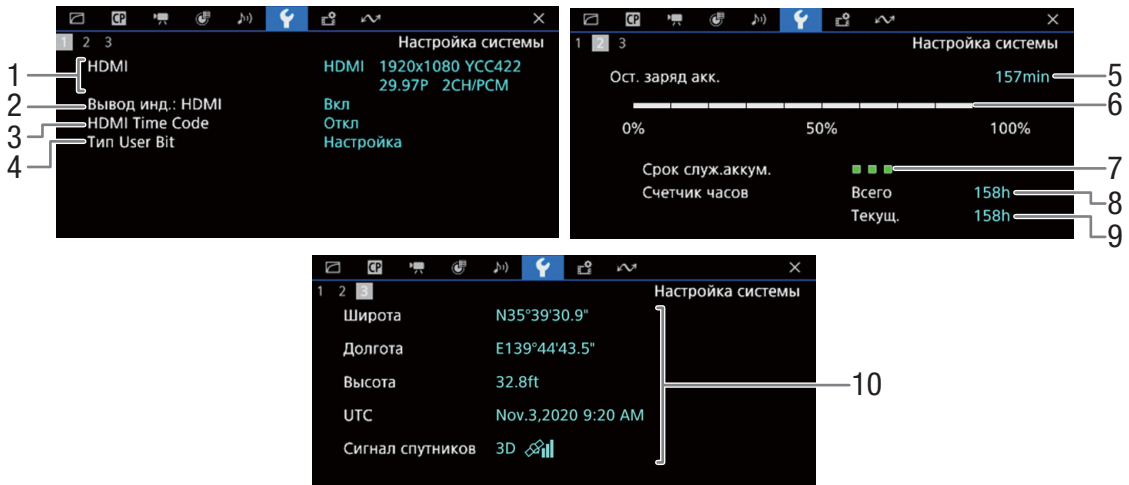 CP
1 2 3
Настройка системы
1
HDMI
HDMI 1920x1080 YCC422
29.97P 2CH/PCM
2
Вывод инд.: HDMI
Вкл
3
HDMI Time Code
Откл
4
Тип User Bit
Настройка
CP
1 2 3
Настройка системы
Ост. заряд акк.
157min
5
6
0% 50% 100%
Срок служ.аккум.
7
Счетчик часов
Всего
158h
8
Текущ.
158h
9
CP
1 2 3
Настройка системы
Широта
N35°39'30.9"
Долгота
E139°44'43.5"
Высота
32.8ft
UTC
Nov.3,2020 9:20 AM
Сигнал спутников
3D
10